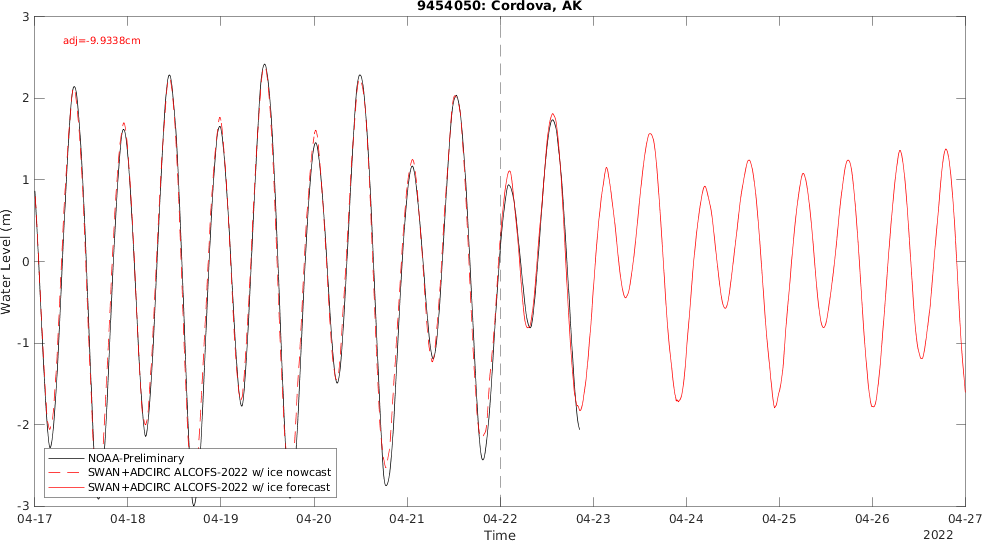 9454050: Cordova, AK
adj=-9.9338cm
3
2
1
0
-1
-2
-3
Water Level (m)
NOAA-Preliminary
SWAN+ADCIRC ALCOFS-2022 w/ ice nowcast
SWAN+ADCIRC ALCOFS-2022 w/ ice forecast
04-17 04-18 04-19 04-20 04-21 04-22 04-23 04-24 04-25 04-26 04-27
Time
2022